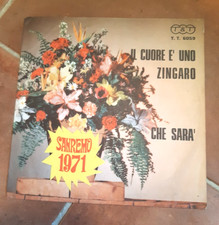 IL CUORE E' UNO
ZINGARO
CHE SARA'
SANREMO
1971